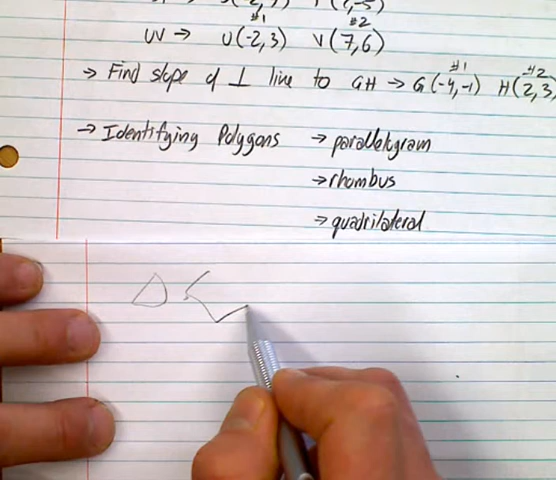 #1 #2
UV → U(-2,3) V(7,6)
#1 #2
→ Find slope of ⊥ line to GH → G(-4,-1) H(2,3
→ Identifying Polygons → parallelogram
→ rhombus
→ quadrilateral